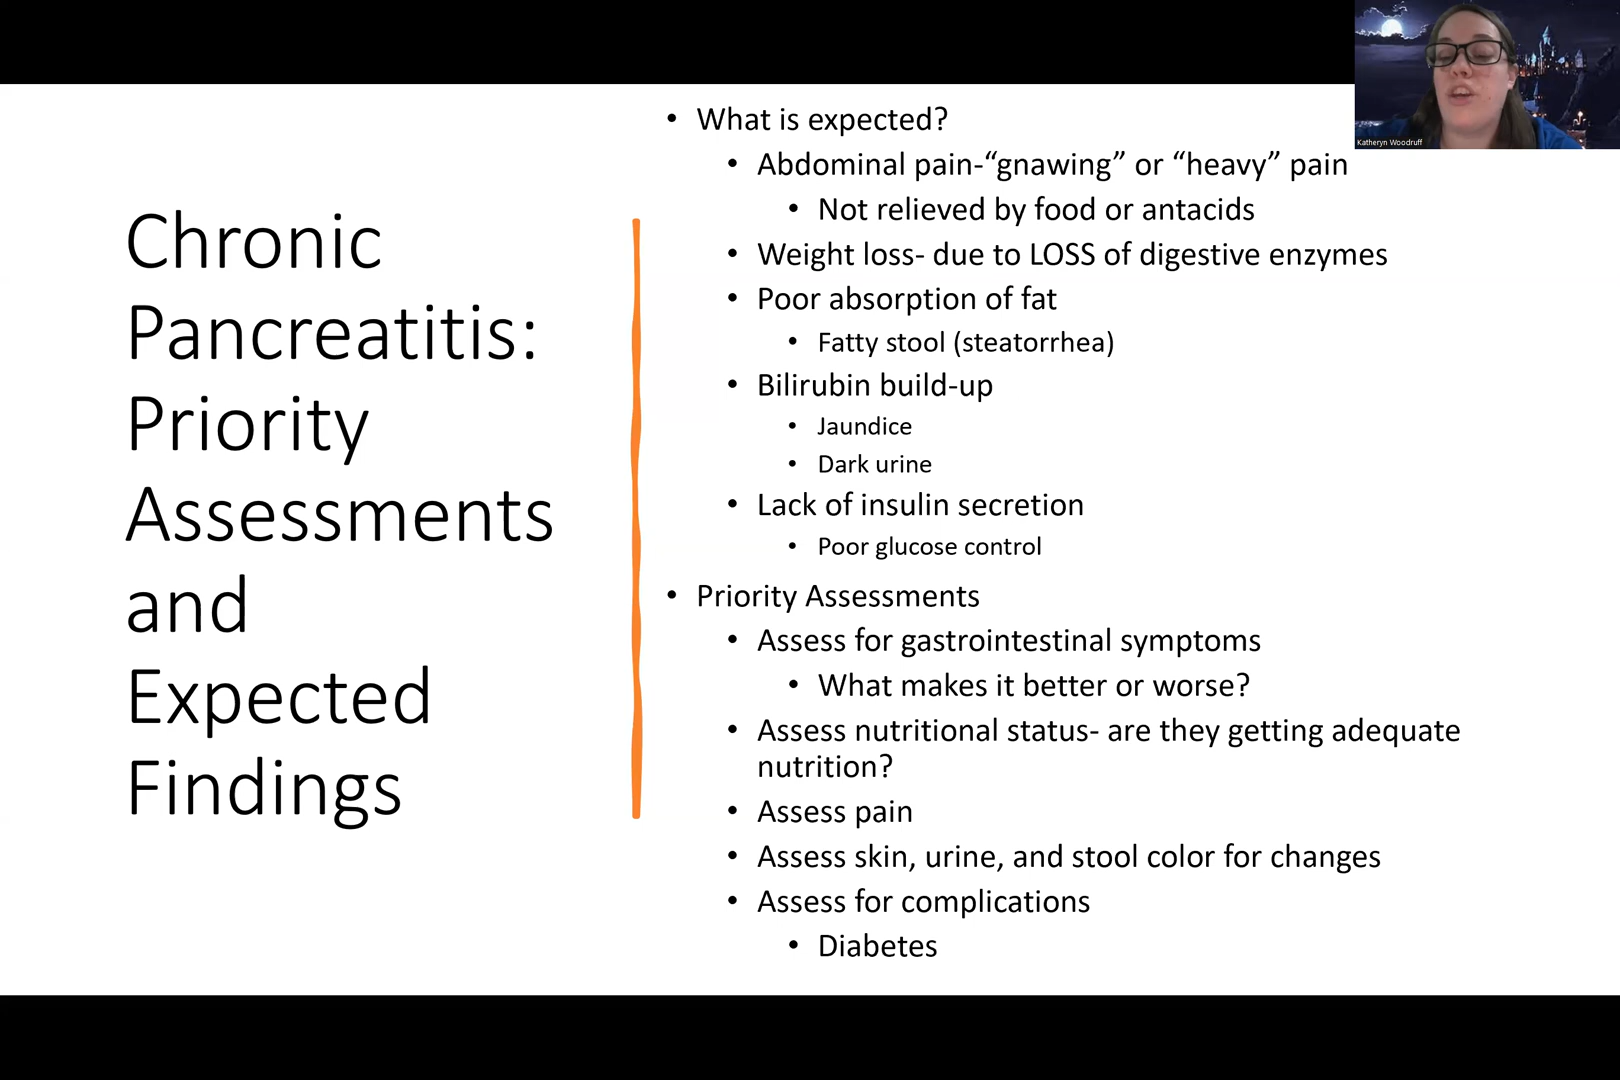 Katheryn Woodruff
Chronic
Pancreatitis:
Priority
Assessments
and
Expected
Findings
• What is expected?
• Abdominal pain-“gnawing” or “heavy” pain
• Not relieved by food or antacids
• Weight loss- due to LOSS of digestive enzymes
• Poor absorption of fat
• Fatty stool (steatorrhea)
• Bilirubin build-up
• Jaundice
• Dark urine
• Lack of insulin secretion
• Poor glucose control
• Priority Assessments
• Assess for gastrointestinal symptoms
• What makes it better or worse?
• Assess nutritional status- are they getting adequate
nutrition?
• Assess pain
• Assess skin, urine, and stool color for changes
• Assess for complications
• Diabetes